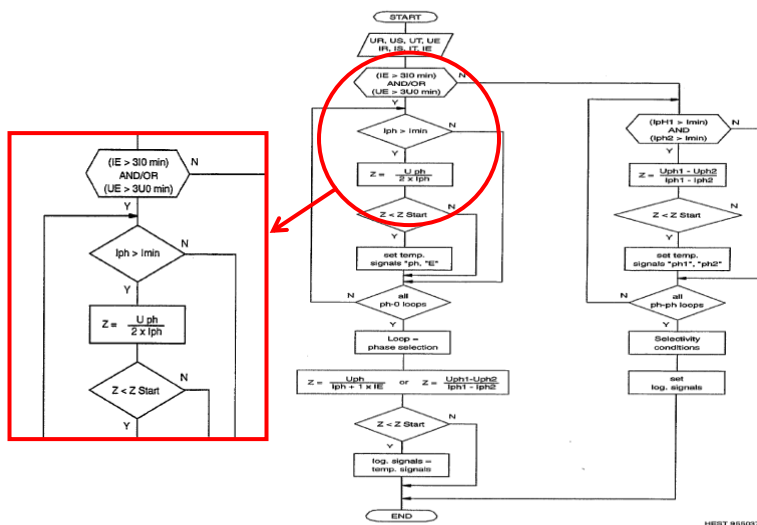 START
UR, US, UT, UE
IR, IS, IT, IE
(IE > 3I0 min)
AND/OR
(UE > 3U0 min)
N
Y
Iph > Imin
N
Y
Z = U ph
2 x Iph
Z < Z Start
N
Y
set temp.
signals "ph, "E"
N
all
ph-0 loops
Y
Loop =
phase selection
Z = Uph
Iph + 1 x IE
or
Z = Uph1-Uph2
Iph1 - Iph2
Z < Z Start
N
Y
log. signals =
temp. signals
END
(IpH1 > Imin)
AND
(Iph2 > Imin)
N
Y
Z = Uph1 - Uph2
Iph1 - Iph2
Z < Z Start
N
Y
set temp.
signals "ph1", "ph2"
N
all
ph-ph loops
Y
Selectivity
conditions
set
log. signals
(IE > 3I0 min)
AND/OR
(UE > 3U0 min)
N
Y
Iph > Imin
N
Y
Z = U ph
2 x Iph
Z < Z Start
N
Y